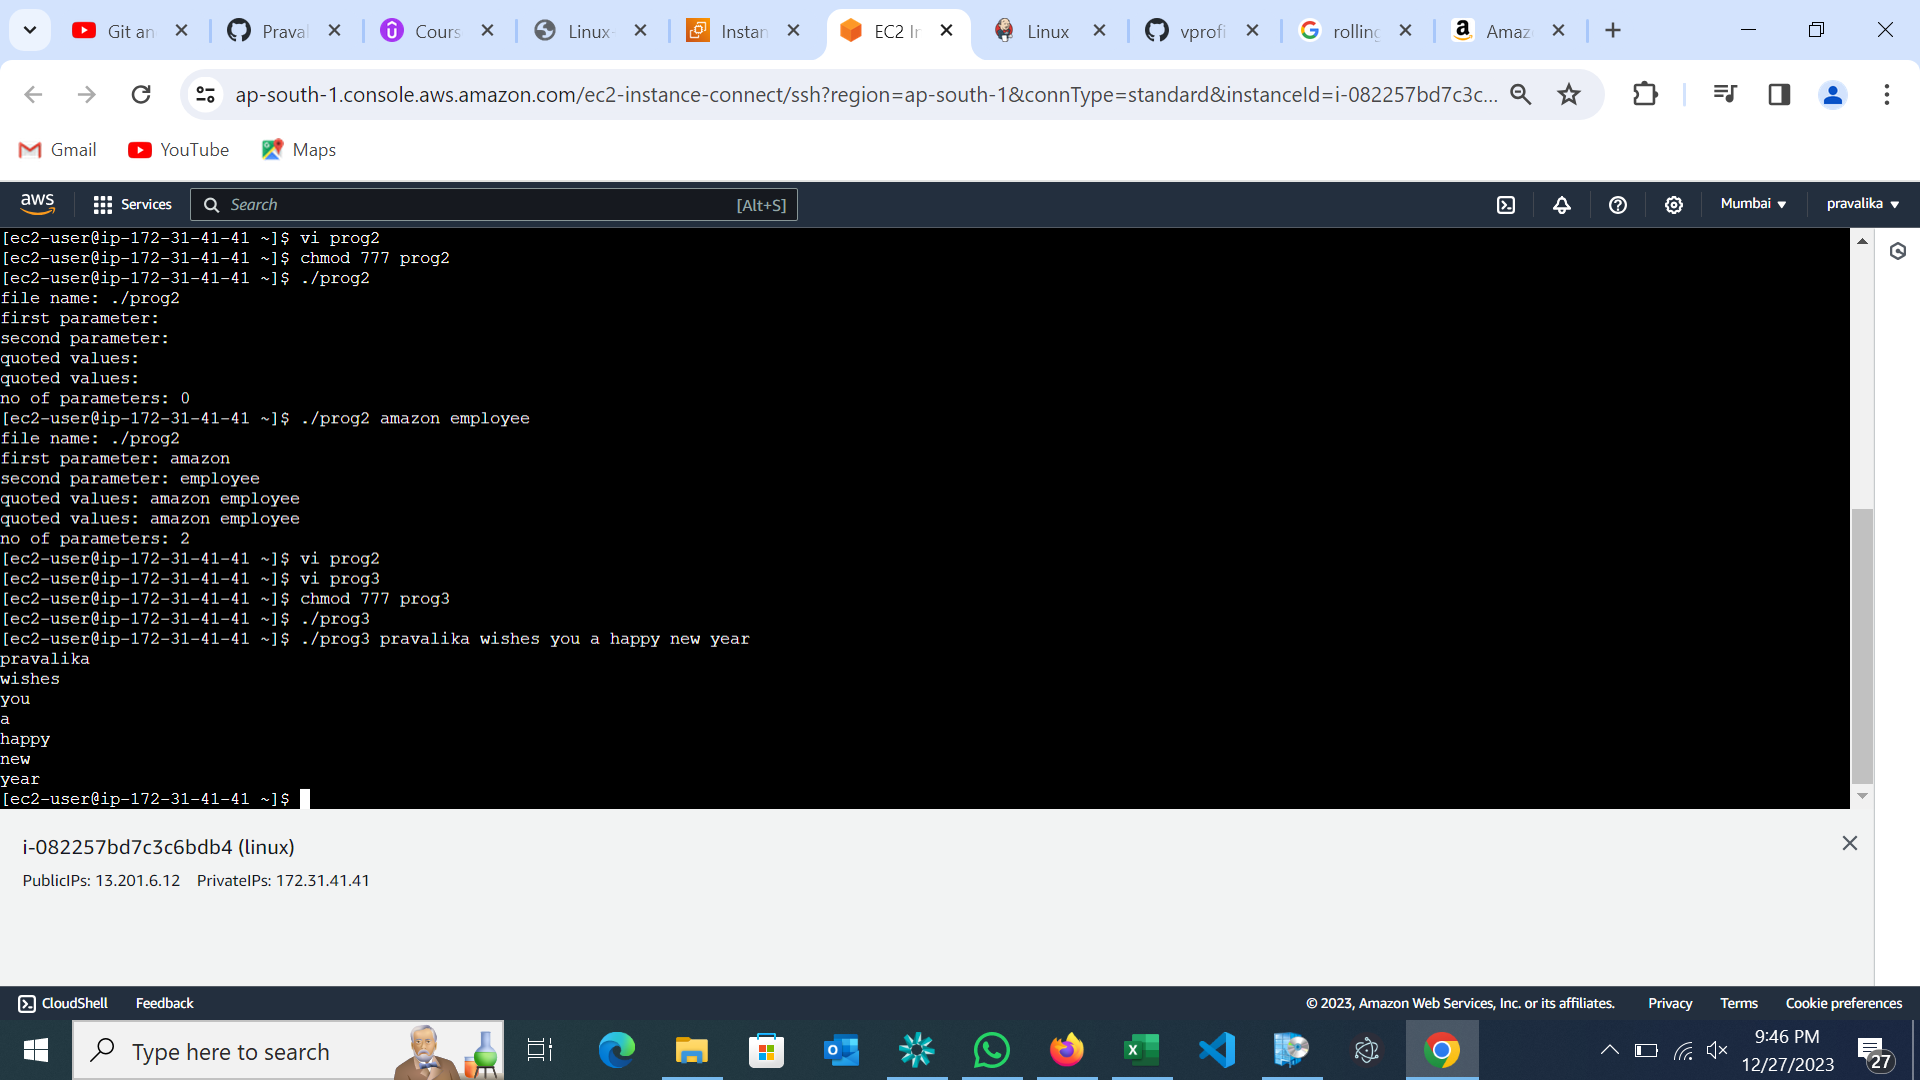 Git an
Praval
Cours
Linux-
Instan
EC2 In
Linux
vprofi
rolling
Amaz
ap-south-1.console.aws.amazon.com/ec2-instance-connect/ssh?region=ap-south-1&connType=standard&instanceId=i-082257bd7c3c...
Gmail
YouTube
Maps
aws
Services
Search
[Alt+S]
Mumbai
pravalika
[ec2-user@ip-172-31-41-41 ~]$ vi prog2
[ec2-user@ip-172-31-41-41 ~]$ chmod 777 prog2
[ec2-user@ip-172-31-41-41 ~]$ ./prog2
file name: ./prog2
first parameter:
second parameter:
quoted values:
quoted values:
no of parameters: 0
[ec2-user@ip-172-31-41-41 ~]$ ./prog2 amazon employee
file name: ./prog2
first parameter: amazon
second parameter: employee
quoted values: amazon employee
quoted values: amazon employee
no of parameters: 2
[ec2-user@ip-172-31-41-41 ~]$ vi prog2
[ec2-user@ip-172-31-41-41 ~]$ vi prog3
[ec2-user@ip-172-31-41-41 ~]$ chmod 777 prog3
[ec2-user@ip-172-31-41-41 ~]$ ./prog3
[ec2-user@ip-172-31-41-41 ~]$ ./prog3 pravalika wishes you a happy new year
pravalika
wishes
you
a
happy
new
year
[ec2-user@ip-172-31-41-41 ~]$
i-082257bd7c3c6bdb4 (linux)
PublicIPs: 13.201.6.12 PrivateIPs: 172.31.41.41
CloudShell
Feedback
© 2023, Amazon Web Services, Inc. or its affiliates.
Privacy
Terms
Cookie preferences
Type here to search
9:46 PM
12/27/2023
27